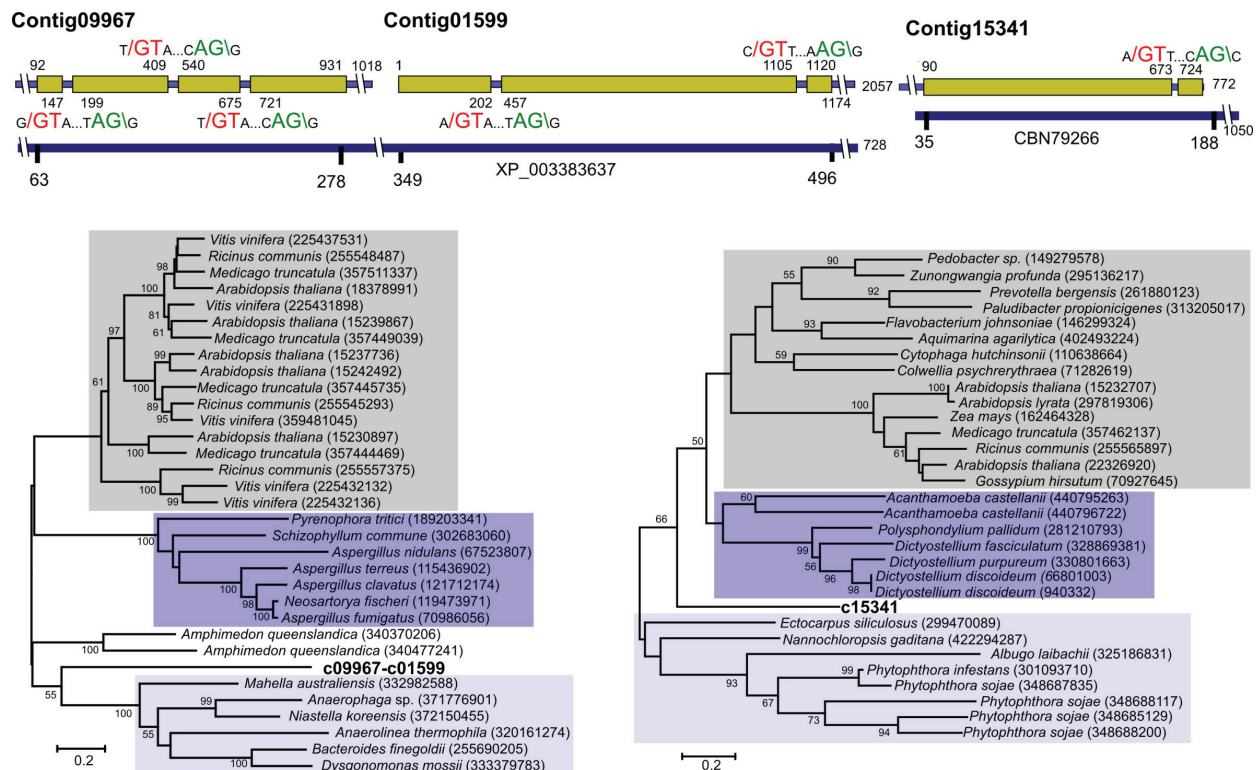 Contig09967
Contig01599
Contig15341
T/GTA...CAG\G
C/GTT...AAG\G
A/GTT...CAG\C
92 409 540 931 1018
1 1105 1120 2057
90 673 724 772
147 199 675 721
202 457 1174
G/GTA...TAG\G
T/GTA...CAG\G
A/GTA...TAG\G
728
1050
XP_003383637
CBN79266
63 278 349 496
35 188
Vitis vinifera (225437531)
Ricinus communis (255548487)
98
Medicago truncatula (357511337)
100
Arabidopsis thaliana (18378991)
Vitis vinifera (225431898)
81
Arabidopsis thaliana (15239867)
97
61
Medicago truncatula (357449039)
99
Arabidopsis thaliana (15237736)
Arabidopsis thaliana (15242492)
61
100
Medicago truncatula (357445735)
89
Ricinus communis (255545293)
95
Vitis vinifera (359481045)
Arabidopsis thaliana (15230897)
100
Medicago truncatula (357444469)
Ricinus communis (255557375)
100
Vitis vinifera (225432132)
99
Vitis vinifera (225432136)
Pyrenophora tritici (189203341)
100
Schizophyllum commune (302683060)
Aspergillus nidulans (67523807)
Aspergillus terreus (115436902)
100
Aspergillus clavatus (121712174)
98
Neosartorya fischeri (119473971)
100
Aspergillus fumigatus (70986056)
Amphimedon queenslandica (340370206)
100
Amphimedon queenslandica (340477241)
c09967-c01599
55
Mahella australiensis (332982588)
100
Anaerophaga sp. (371776901)
99
Niastella koreensis (372150455)
55
Anaerolinea thermophila (320161274)
Bacteroides finegoldii (255690205)
100
Dysgonomonas mossii (333379783)
0.2
90
Pedobacter sp. (149279578)
55
Zunongwangia profunda (295136217)
92
Prevotella bergensis (261880123)
Paludibacter propionicigenes (313205017)
93
Flavobacterium johnsoniae (146299324)
Aquimarina agarilytica (402493224)
59
Cytophaga hutchinsonii (110638664)
Colwellia psychrerythraea (71282619)
100
Arabidopsis thaliana (15232707)
Arabidopsis lyrata (297819306)
100
Zea mays (162464328)
Medicago truncatula (357462137)
50
61
Ricinus communis (255565897)
Arabidopsis thaliana (22326920)
Gossypium hirsutum (70927645)
60
Acanthamoeba castellanii (440795263)
Acanthamoeba castellanii (440796722)
66
Polysphondylium pallidum (281210793)
99
Dictyostellium fasciculatum (328869381)
56
Dictyostellium purpureum (330801663)
96
Dictyostellium discoideum (66801003)
98
Dictyostellium discoideum (940332)
c15341
Ectocarpus siliculosus (299470089)
Nannochloropsis gaditana (422294287)
Albugo laibachii (325186831)
93
99
Phytophthora infestans (301093710)
67
Phytophthora sojae (348687835)
Phytophthora sojae (348688117)
73
Phytophthora sojae (348685129)
94
Phytophthora sojae (348688200)
0.2